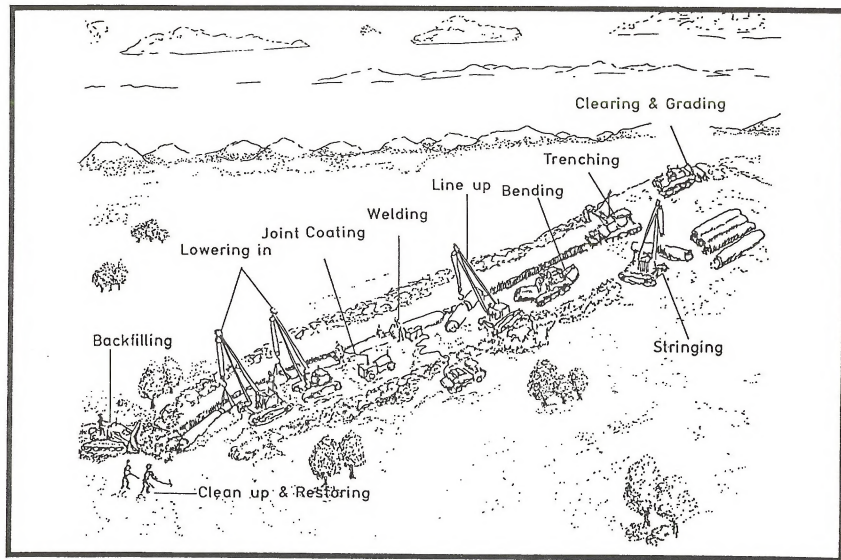 Clearing & Grading
Trenching
Line up
Bending
Welding
Joint Coating
Lowering in
Backfilling
Stringing
Clean up & Restoring